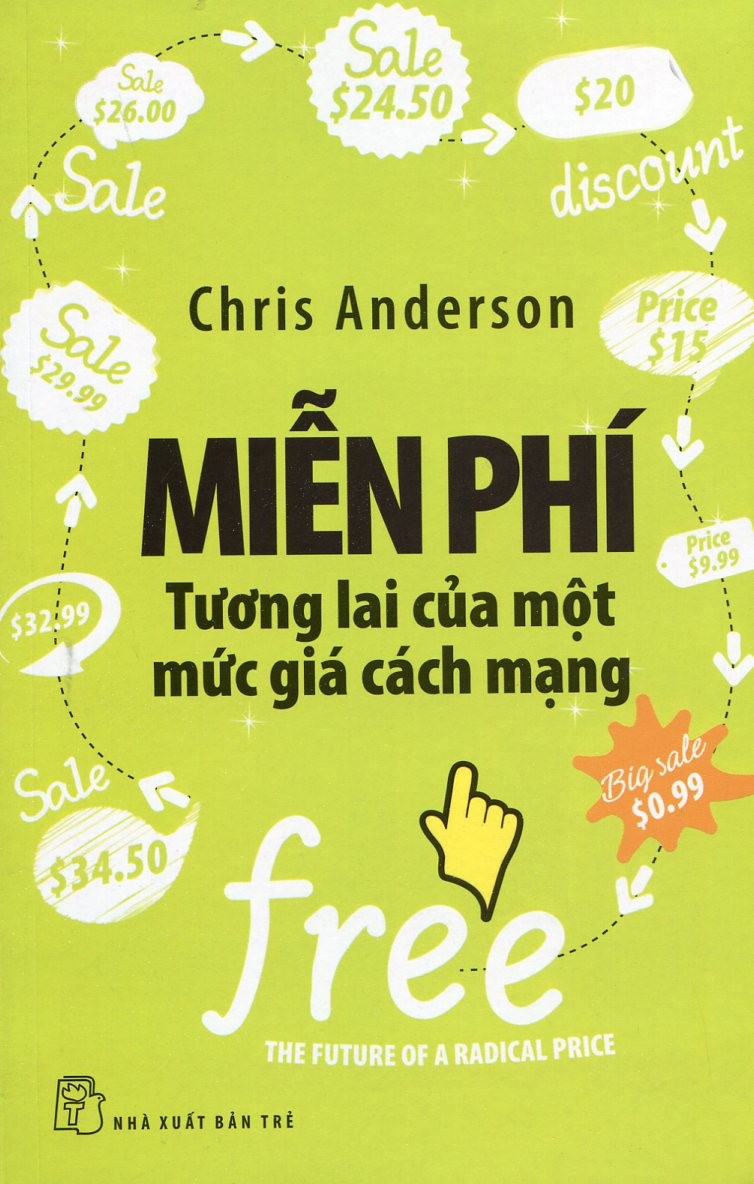 Sale
$26.00
Sale
$24.50
$20
Sale
discount
Chris Anderson
Price
$15
Sale
$29.99
MIỄN PHÍ
Price
$9.99
$32.99
Tương lai của một
mức giá cách mạng
Big sale
$0.99
Sale
$34.50
free
THE FUTURE OF A RADICAL PRICE
T
NHÀ XUẤT BẢN TRẺ